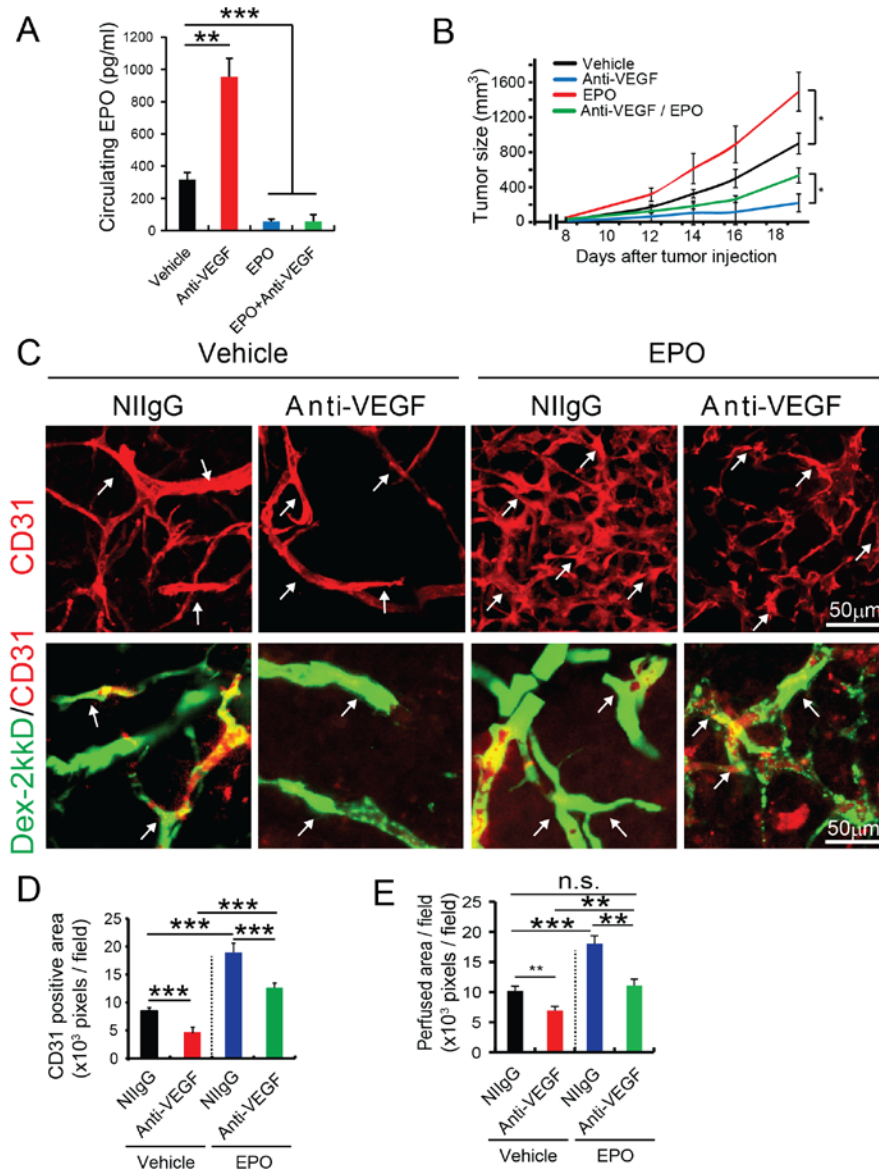 A
Circulating EPO (pg/ml)
1200
1000
800
600
400
200
0
**
***
Vehicle
Anti-VEGF
EPO
EPO+Anti-VEGF
B
Tumor size (mm³)
1600
1200
800
400
0
Vehicle
Anti-VEGF
EPO
Anti-VEGF / EPO
*
*
8 10 12 14 16 18
Days after tumor injection
C
Vehicle EPO
NIIgG Anti-VEGF NIIgG Anti-VEGF
CD31
50μm
Dex-2kkD/CD31
50μm
D
CD31 positive area
(x10³ pixels / field)
25
20
15
10
5
0
***
***
***
***
NIIgG
Anti-VEGF
NIIgG
Anti-VEGF
Vehicle EPO
E
Perfused area / field
(x10³ pixels / field)
25
20
15
10
5
0
n.s.
**
***
**
**
NIIgG
Anti-VEGF
NIIgG
Anti-VEGF
Vehicle EPO